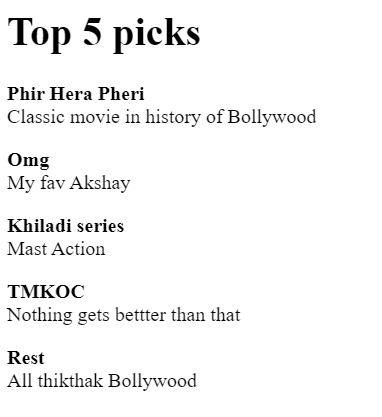 Top 5 picks
Phir Hera Pheri
Classic movie in history of Bollywood
Omg
My fav Akshay
Khiladi series
Mast Action
TMKOC
Nothing gets bettter than that
Rest
All thikthak Bollywood